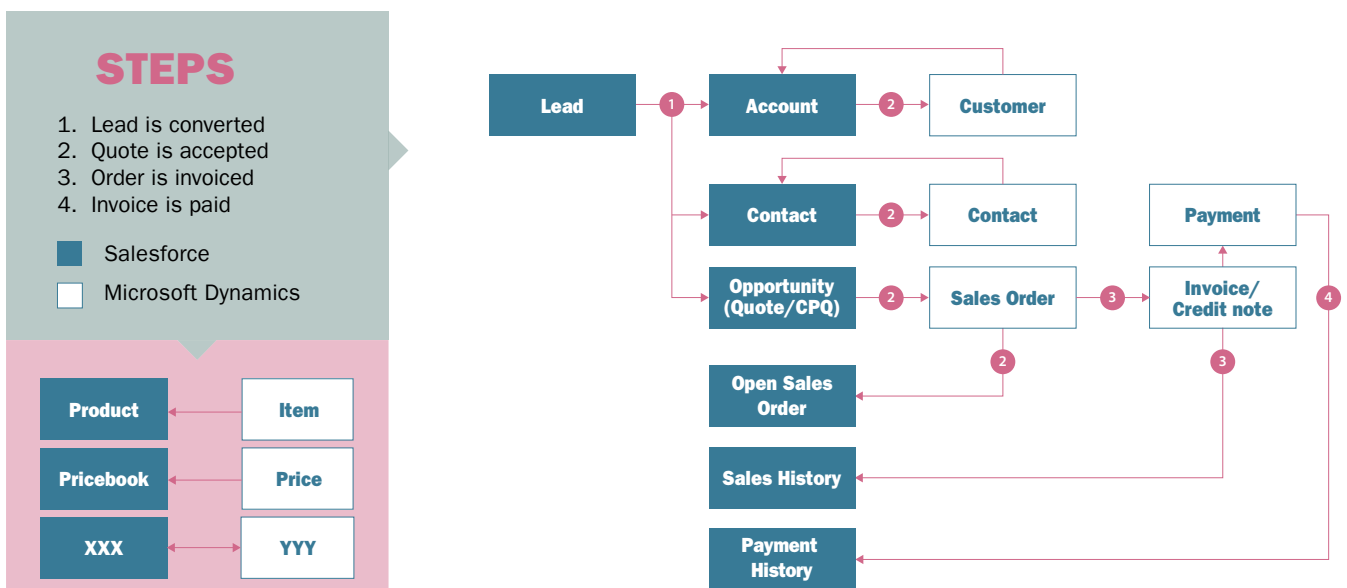 STEPS
1. Lead is converted
2. Quote is accepted
3. Order is invoiced
4. Invoice is paid
Salesforce
Microsoft Dynamics
Product
Item
Pricebook
Price
XXX
YYY
Lead
1
Account
2
Customer
Contact
2
Contact
Payment
Opportunity
(Quote/CPQ)
2
Sales Order
3
Invoice/
Credit note
4
2
3
Open Sales
Order
Sales History
Payment
History